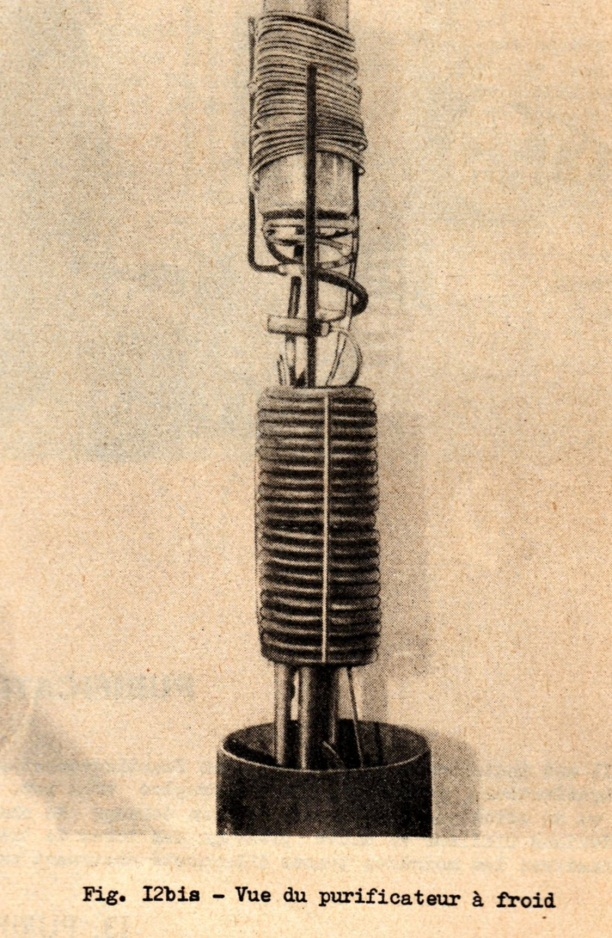 Fig. I2bis – Vue du purificateur à froid